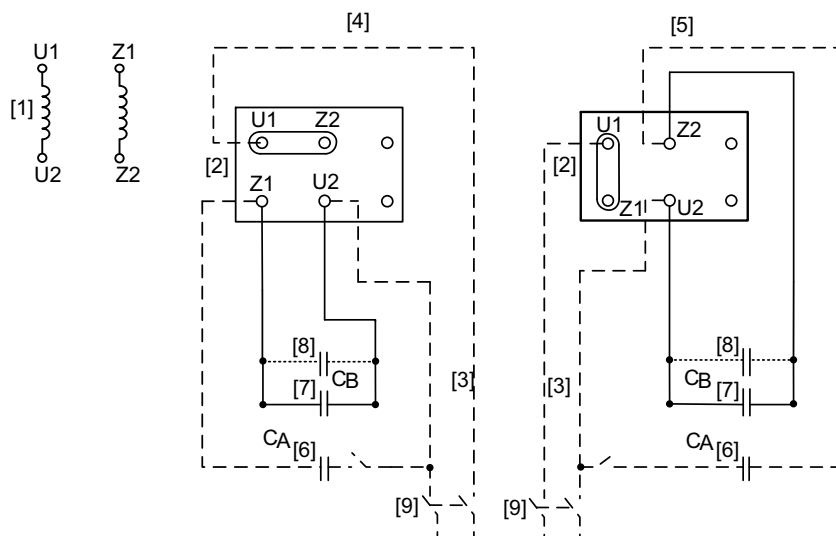 [4]
[5]
U1 Z1
[1]
U2 Z2
U1 Z2
[2]
Z1 U2
[8]
CB
[7]
[3]
CA [6]
[9]
U1 Z2
[2]
Z1 U2
[8]
CB
[7]
[3]
CA [6]
[9]